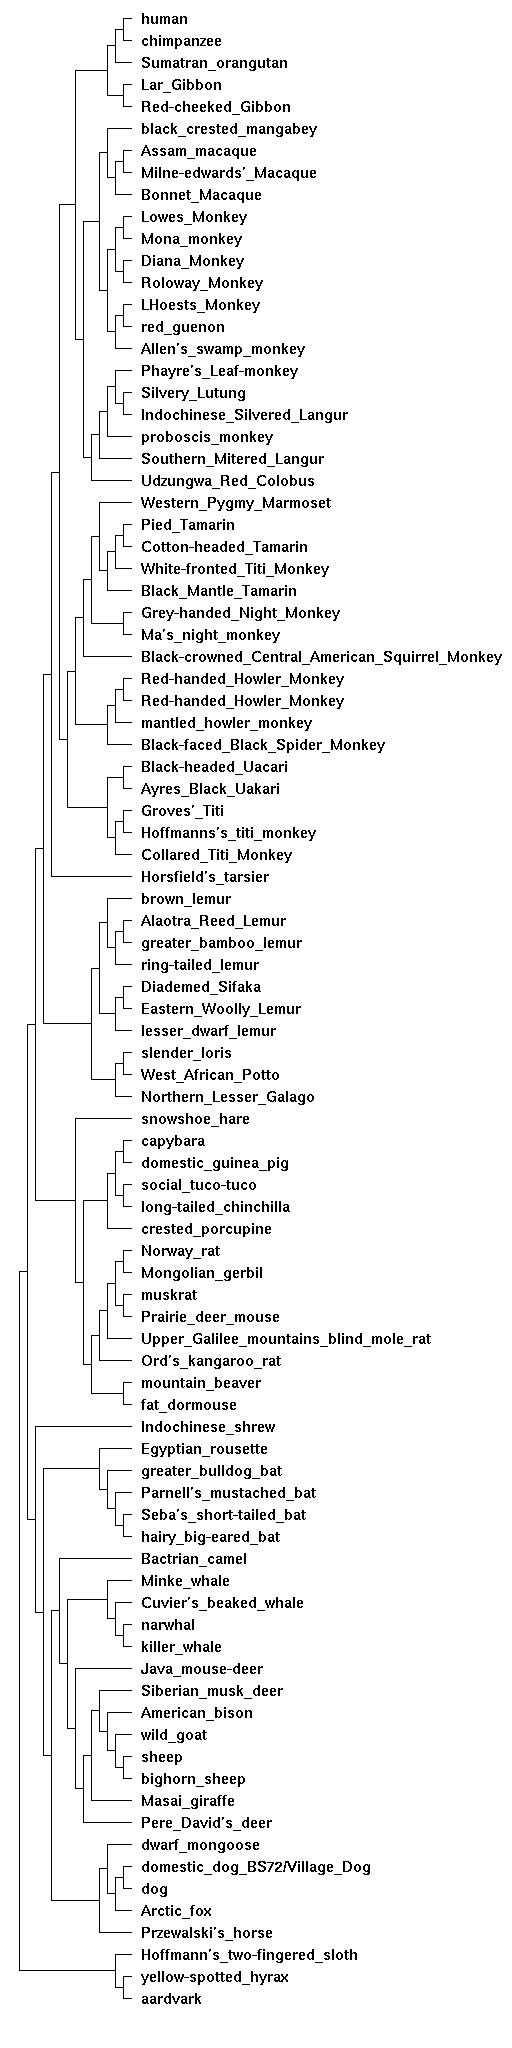 human
chimpanzee
Sumatran_orangutan
Lar_Gibbon
Red-cheeked_Gibbon
black_crested_mangabey
Assam_macaque
Milne-edwards'_Macaque
Bonnet_Macaque
Lowes_Monkey
Mona_monkey
Diana_Monkey
Roloway_Monkey
LHoests_Monkey
red_guenon
Allen's_swamp_monkey
Phayre's_Leaf-monkey
Silvery_Lutung
Indochinese_Silvered_Langur
proboscis_monkey
Southern_Mitered_Langur
Udzungwa_Red_Colobus
Western_Pygmy_Marmoset
Pied_Tamarin
Cotton-headed_Tamarin
White-fronted_Titi_Monkey
Black_Mantle_Tamarin
Grey-handed_Night_Monkey
Ma's_night_monkey
Black-crowned_Central_American_Squirrel_Monkey
Red-handed_Howler_Monkey
Red-handed_Howler_Monkey
mantled_howler_monkey
Black-faced_Black_Spider_Monkey
Black-headed_Uacari
Ayres_Black_Uakari
Groves'_Titi
Hoffmanns's_titi_monkey
Collared_Titi_Monkey
Horsfield's_tarsier
brown_lemur
Alaotra_Reed_Lemur
greater_bamboo_lemur
ring-tailed_lemur
Diademed_Sifaka
Eastern_Woolly_Lemur
lesser_dwarf_lemur
slender_loris
West_African_Potto
Northern_Lesser_Galago
snowshoe_hare
capybara
domestic_guinea_pig
social_tuco-tuco
long-tailed_chinchilla
crested_porcupine
Norway_rat
Mongolian_gerbil
muskrat
Prairie_deer_mouse
Upper_Galilee_mountains_blind_mole_rat
Ord's_kangaroo_rat
mountain_beaver
fat_dormouse
Indochinese_shrew
Egyptian_rousette
greater_bulldog_bat
Parnell's_mustached_bat
Seba's_short-tailed_bat
hairy_big-eared_bat
Bactrian_camel
Minke_whale
Cuvier's_beaked_whale
narwhal
killer_whale
Java_mouse-deer
Siberian_musk_deer
American_bison
wild_goat
sheep
bighorn_sheep
Masai_giraffe
Pere_David's_deer
dwarf_mongoose
domestic_dog_BS72/Village_Dog
dog
Arctic_fox
Przewalski's_horse
Hoffmann's_two-fingered_sloth
yellow-spotted_hyrax
aardvark